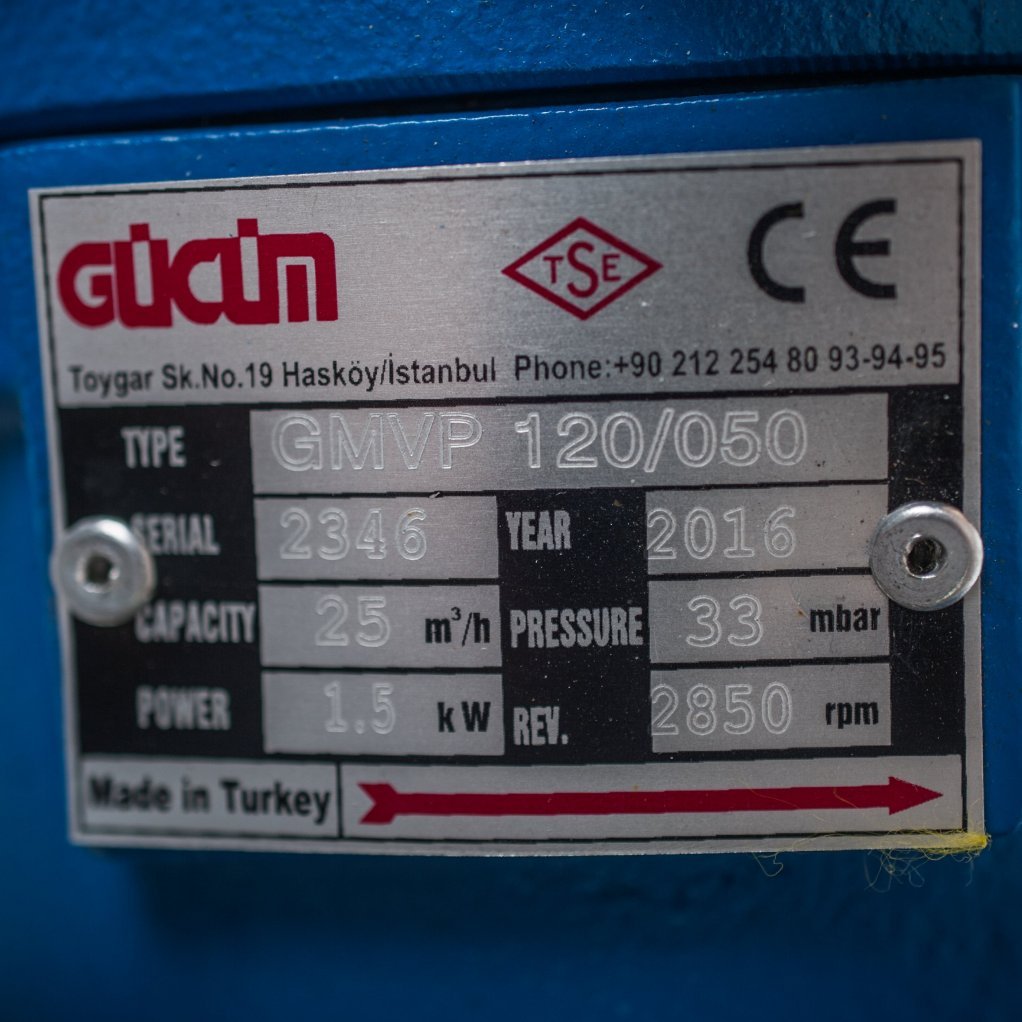 GÜCÜM TSE CE
Toygar Sk.No.19 Hasköy/İstanbul Phone:+90 212 254 80 93-94-95
TYPE GMVP 120/050
SERIAL 2346 YEAR 2016
CAPACITY 25 m³/h PRESSURE 33 mbar
POWER 1.5 kW REV. 2850 rpm
Made in Turkey